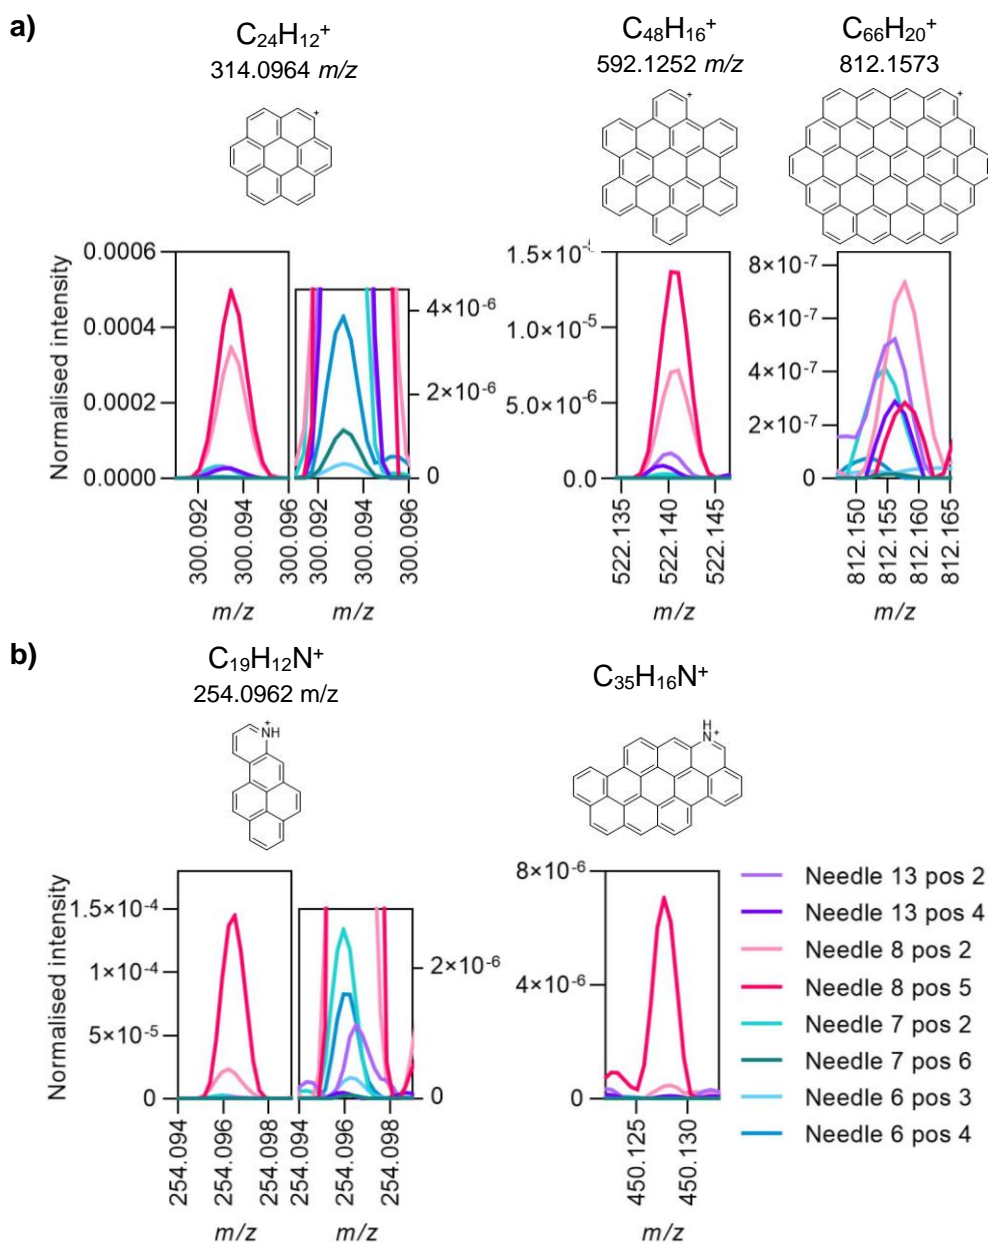 a)
C₂₄H₁₂⁺
314.0964 m/z
C₄₈H₁₆⁺
592.1252 m/z
C₆₆H₂₀⁺
812.1573
+
+
+
Normalised intensity
0.0006
0.0004
0.0002
0.0000
300.092
300.094
300.096
m/z
4×10⁻⁶
2×10⁻⁶
0
300.092
300.094
300.096
m/z
1.5×10⁻
1.0×10⁻⁵
5.0×10⁻⁶
0.0
522.135
522.140
522.145
m/z
8×10⁻⁷
6×10⁻⁷
4×10⁻⁷
2×10⁻⁷
0
812.150
812.155
812.160
812.165
m/z
b)
C₁₉H₁₂N⁺
254.0962 m/z
C₃₅H₁₆N⁺
+
NH
H
N⁺
Normalised intensity
1.5×10⁻⁴
1×10⁻⁴
5×10⁻⁵
0
254.094
254.096
254.098
m/z
2×10⁻⁶
0
254.094
254.096
254.098
m/z
8×10⁻⁶
4×10⁻⁶
0
450.125
450.130
m/z
Needle 13 pos 2
Needle 13 pos 4
Needle 8 pos 2
Needle 8 pos 5
Needle 7 pos 2
Needle 7 pos 6
Needle 6 pos 3
Needle 6 pos 4